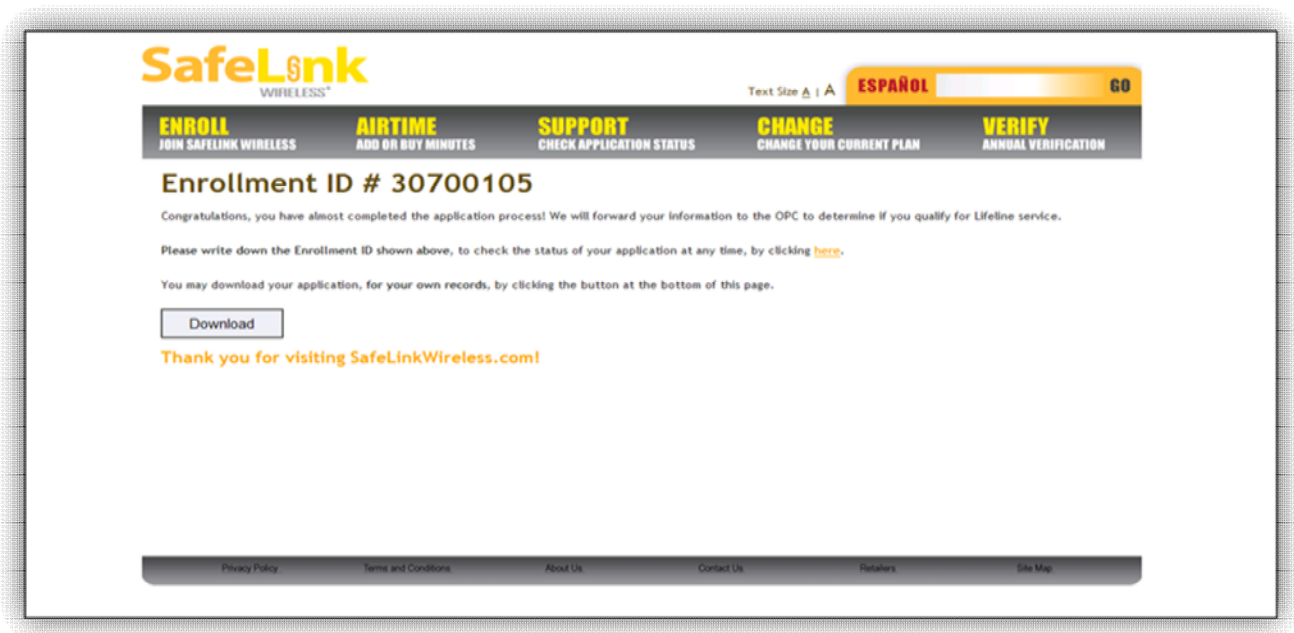 SafeLink
WIRELESS
Text Size A | A
ESPAÑOL
GO
ENROLL
JOIN SAFELINK WIRELESS
AIRTIME
ADD OR BUY MINUTES
SUPPORT
CHECK APPLICATION STATUS
CHANGE
CHANGE YOUR CURRENT PLAN
VERIFY
ANNUAL VERIFICATION
Enrollment ID # 30700105
Congratulations, you have almost completed the application process! We will forward your information to the OPC to determine if you qualify for Lifeline service.
Please write down the Enrollment ID shown above, to check the status of your application at any time, by clicking here.
You may download your application, for your own records, by clicking the button at the bottom of this page.
Download
Thank you for visiting SafeLinkWireless.com!
Privacy Policy. Terms and Conditions. About Us. Contact Us. Retailers. Site Map.